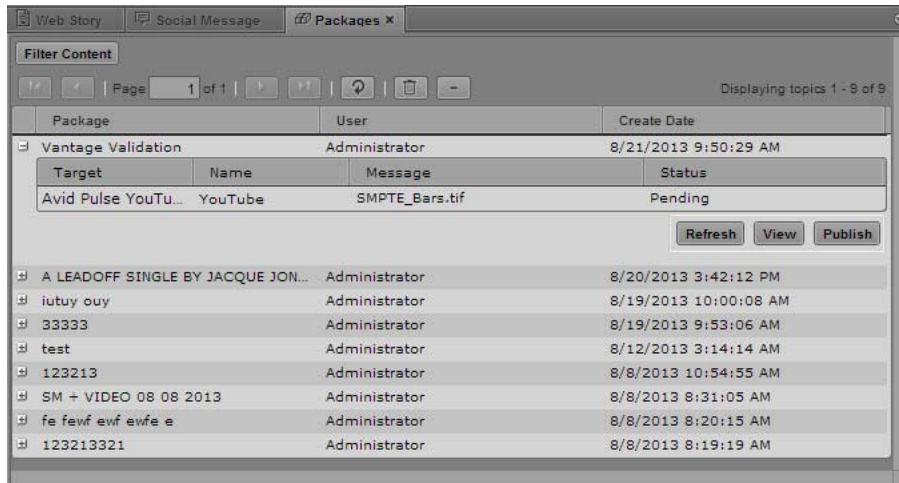 Web Story Social Message Packages ×
Filter Content
Page 1 of 1 Displaying topics 1 - 9 of 9
Package User Create Date
Vantage Validation Administrator 8/21/2013 9:50:29 AM
Target Name Message Status
Avid Pulse YouTu... YouTube SMPTE_Bars.tif Pending
Refresh View Publish
A LEADOFF SINGLE BY JACQUE JON... Administrator 8/20/2013 3:42:12 PM
iutuy ouy Administrator 8/19/2013 10:00:08 AM
33333 Administrator 8/19/2013 9:53:06 AM
test Administrator 8/12/2013 3:14:14 AM
123213 Administrator 8/8/2013 10:54:55 AM
SM + VIDEO 08 08 2013 Administrator 8/8/2013 8:31:05 AM
fe fewf ewf ewfe e Administrator 8/8/2013 8:20:15 AM
123213321 Administrator 8/8/2013 8:19:19 AM